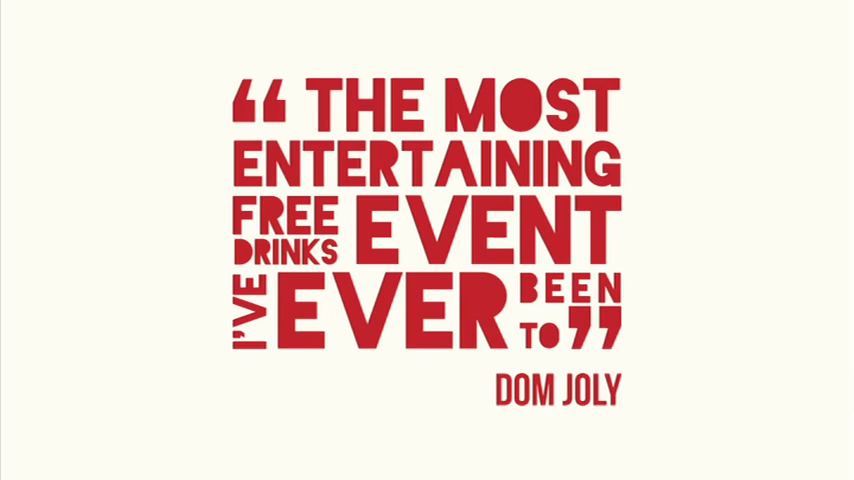 “ THE MOST
ENTERTAINING
FREE DRINKS EVENT
I'VE EVER BEEN TO ”
DOM JOLY